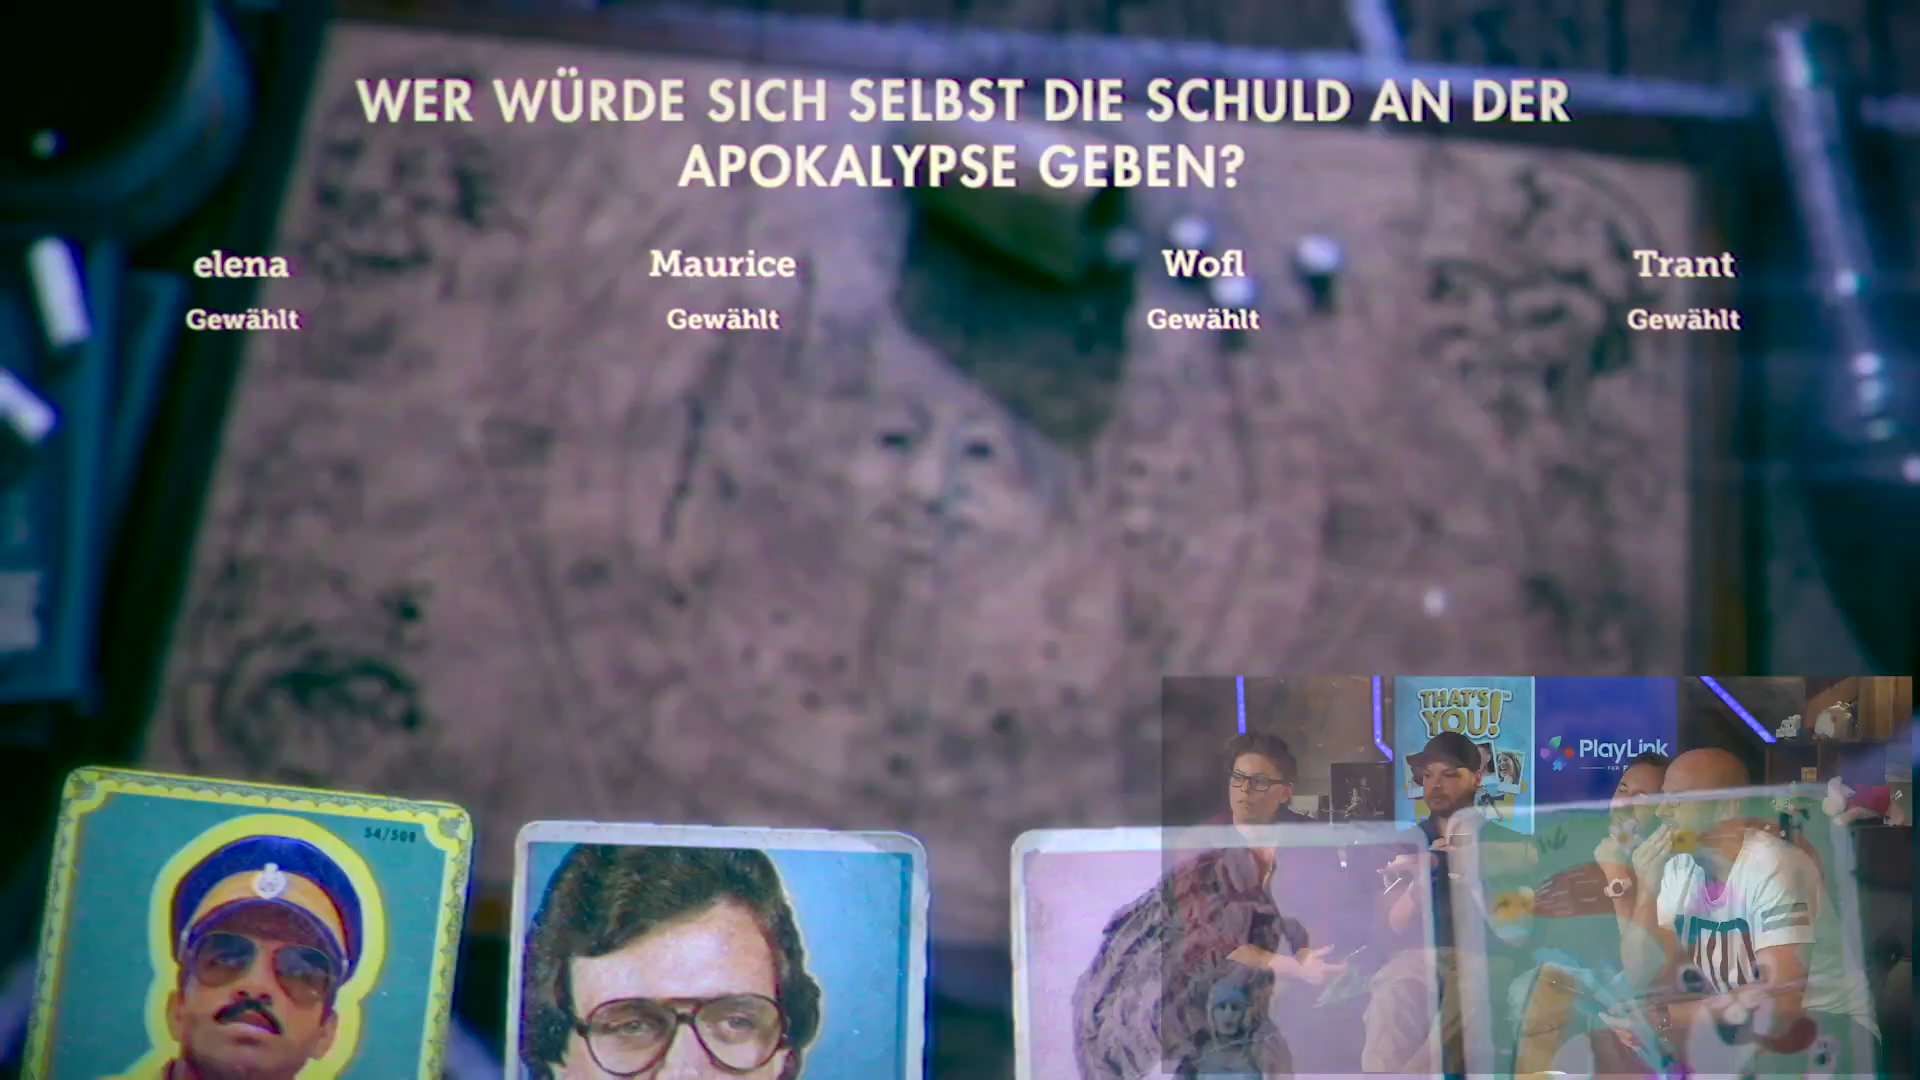 WER WÜRDE SICH SELBST DIE SCHULD AN DER
APOKALYPSE GEBEN?
elena
Maurice
Wofl
Trant
Gewählt
Gewählt
Gewählt
Gewählt
THAT'S
YOU!
PlayLink
54/508